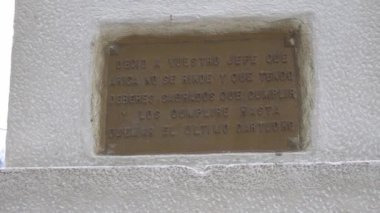 DECID A VUESTRO JEFE QUE
ARICA NO SE RINDE Y QUE TENGO
DEBERES SAGRADOS QUE CUMPLIR
Y LOS CUMPLIRE HASTA
QUEMAR EL ULTIMO CARTUCHO